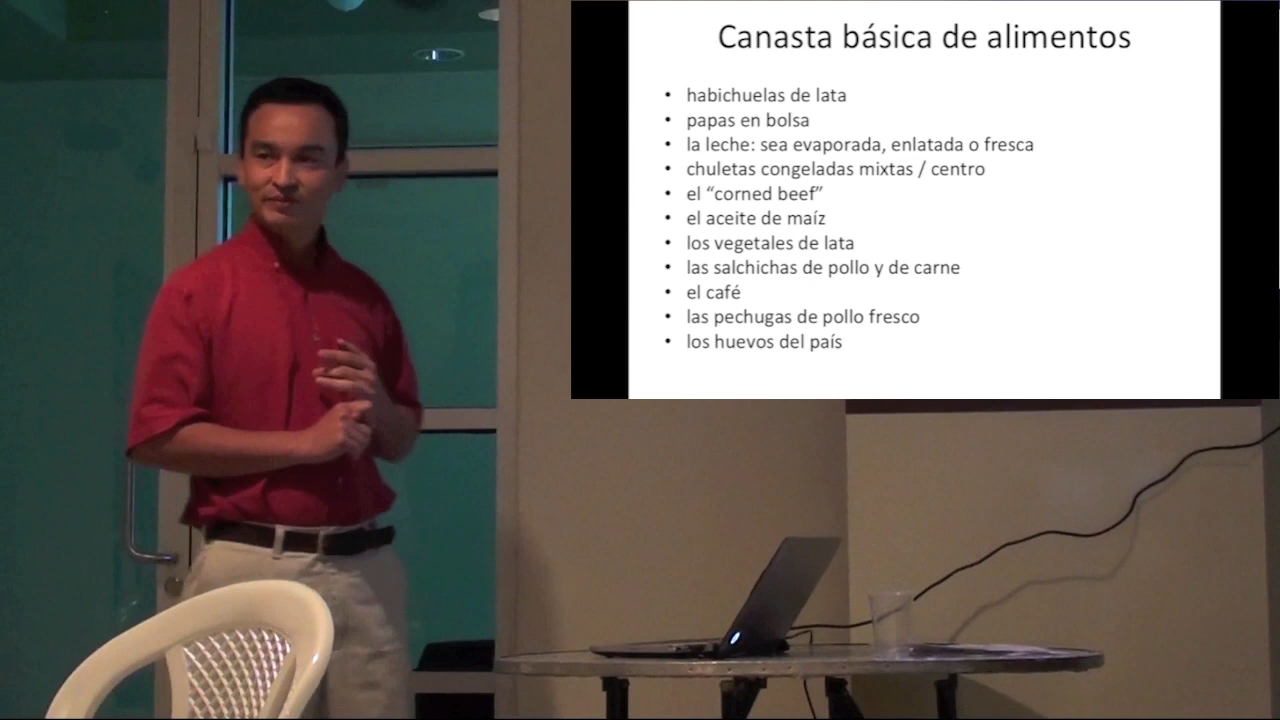 Canasta básica de alimentos
• habichuelas de lata
• papas en bolsa
• la leche: sea evaporada, enlatada o fresca
• chuletas congeladas mixtas / centro
• el “corned beef”
• el aceite de maíz
• los vegetales de lata
• las salchichas de pollo y de carne
• el café
• las pechugas de pollo fresco
• los huevos del país